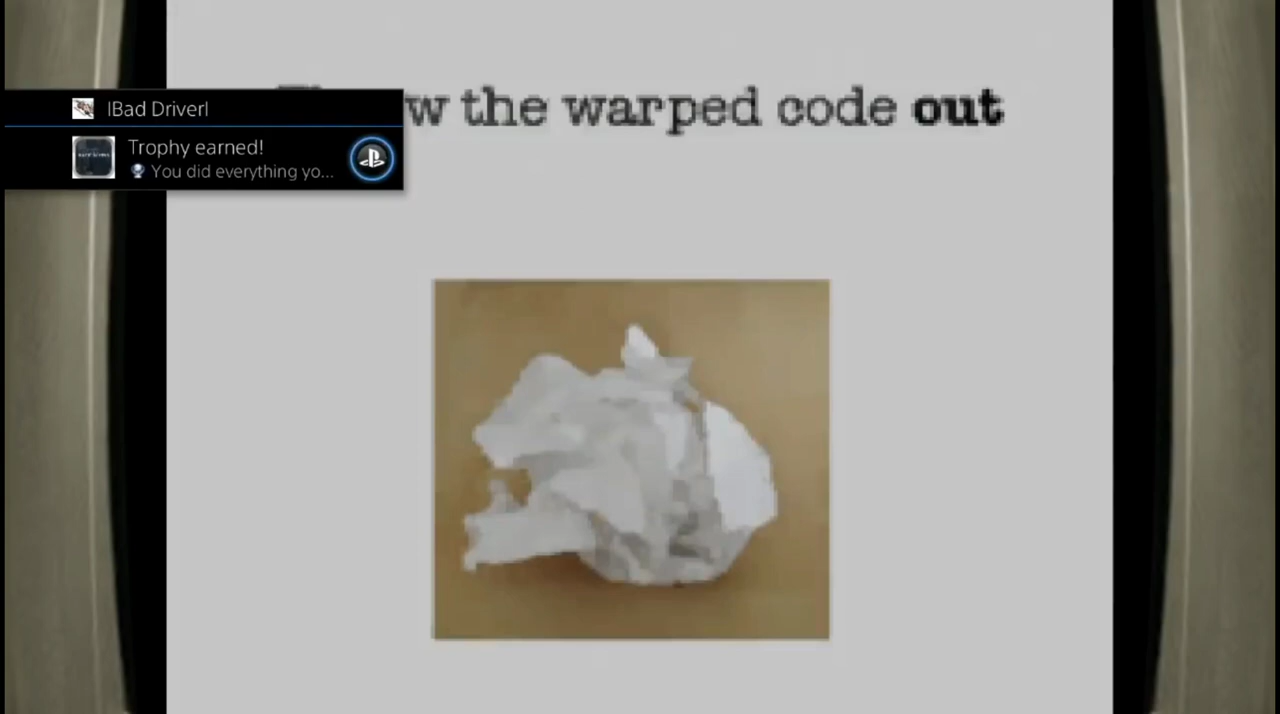 |Bad Driver|
Trophy earned!
You did everything yo...
w the warped code out